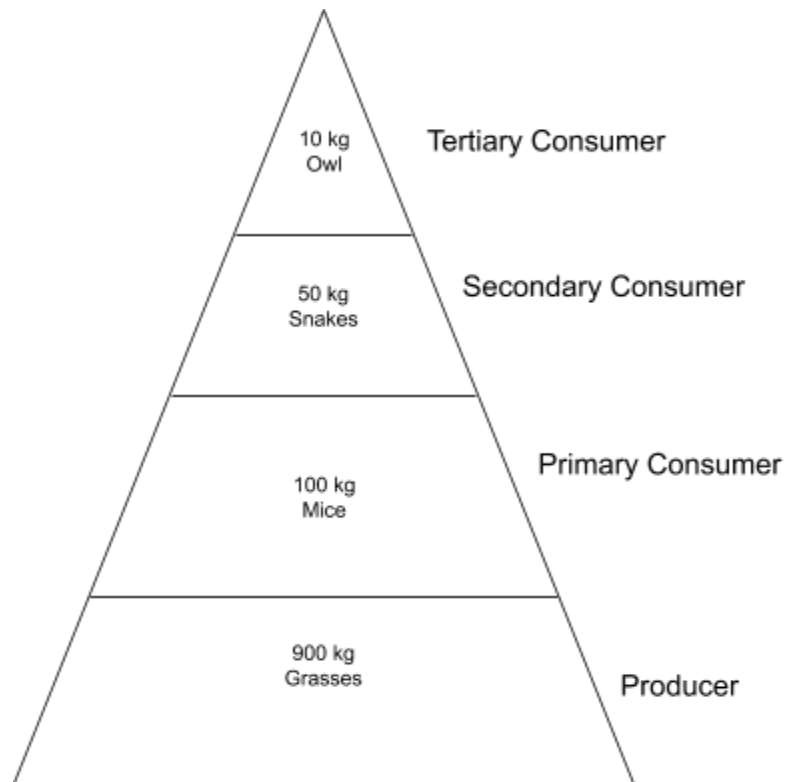 10 kg
Owl
Tertiary Consumer
50 kg
Snakes
Secondary Consumer
100 kg
Mice
Primary Consumer
900 kg
Grasses
Producer